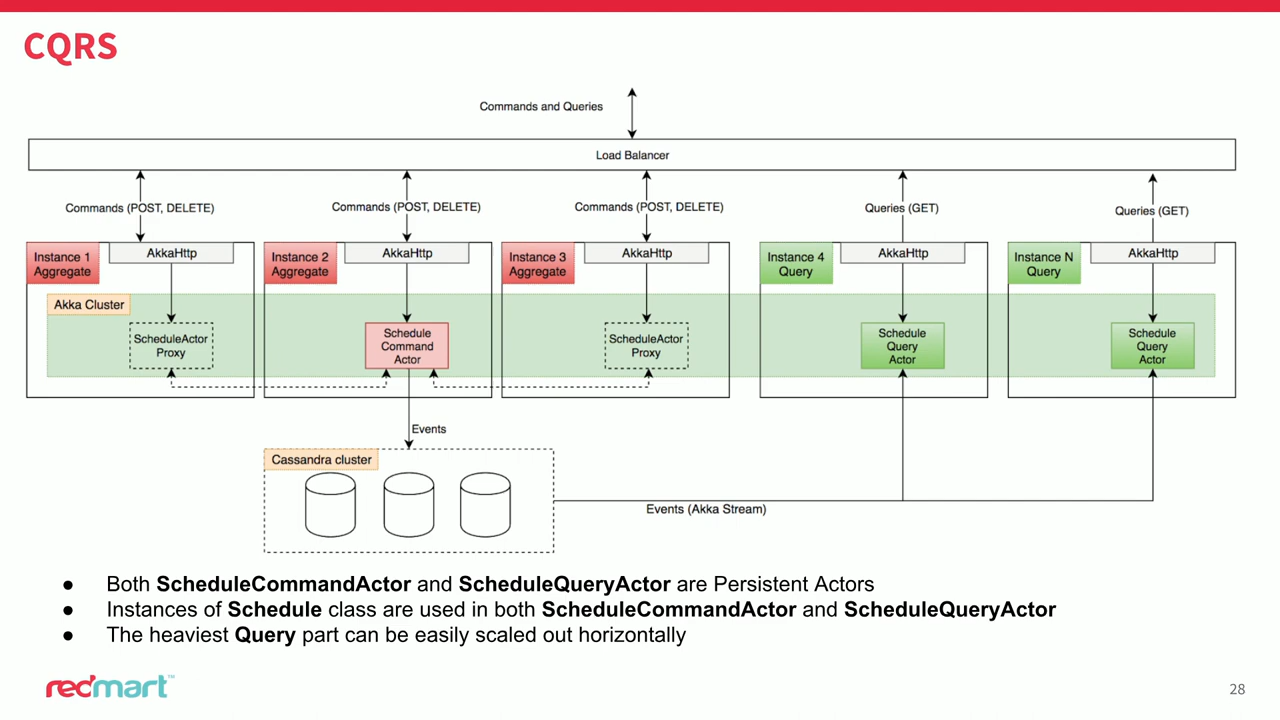 CQRS
Commands and Queries
Load Balancer
Commands (POST, DELETE)
Commands (POST, DELETE)
Commands (POST, DELETE)
Queries (GET)
Queries (GET)
Instance 1
Aggregate
AkkaHttp
Instance 2
Aggregate
AkkaHttp
Instance 3
Aggregate
AkkaHttp
Instance 4
Query
AkkaHttp
Instance N
Query
AkkaHttp
Akka Cluster
ScheduleActor
Proxy
Schedule
Command
Actor
ScheduleActor
Proxy
Schedule
Query
Actor
Schedule
Query
Actor
Events
Cassandra cluster
Events (Akka Stream)
● Both ScheduleCommandActor and ScheduleQueryActor are Persistent Actors
● Instances of Schedule class are used in both ScheduleCommandActor and ScheduleQueryActor
● The heaviest Query part can be easily scaled out horizontally
redmart™
28